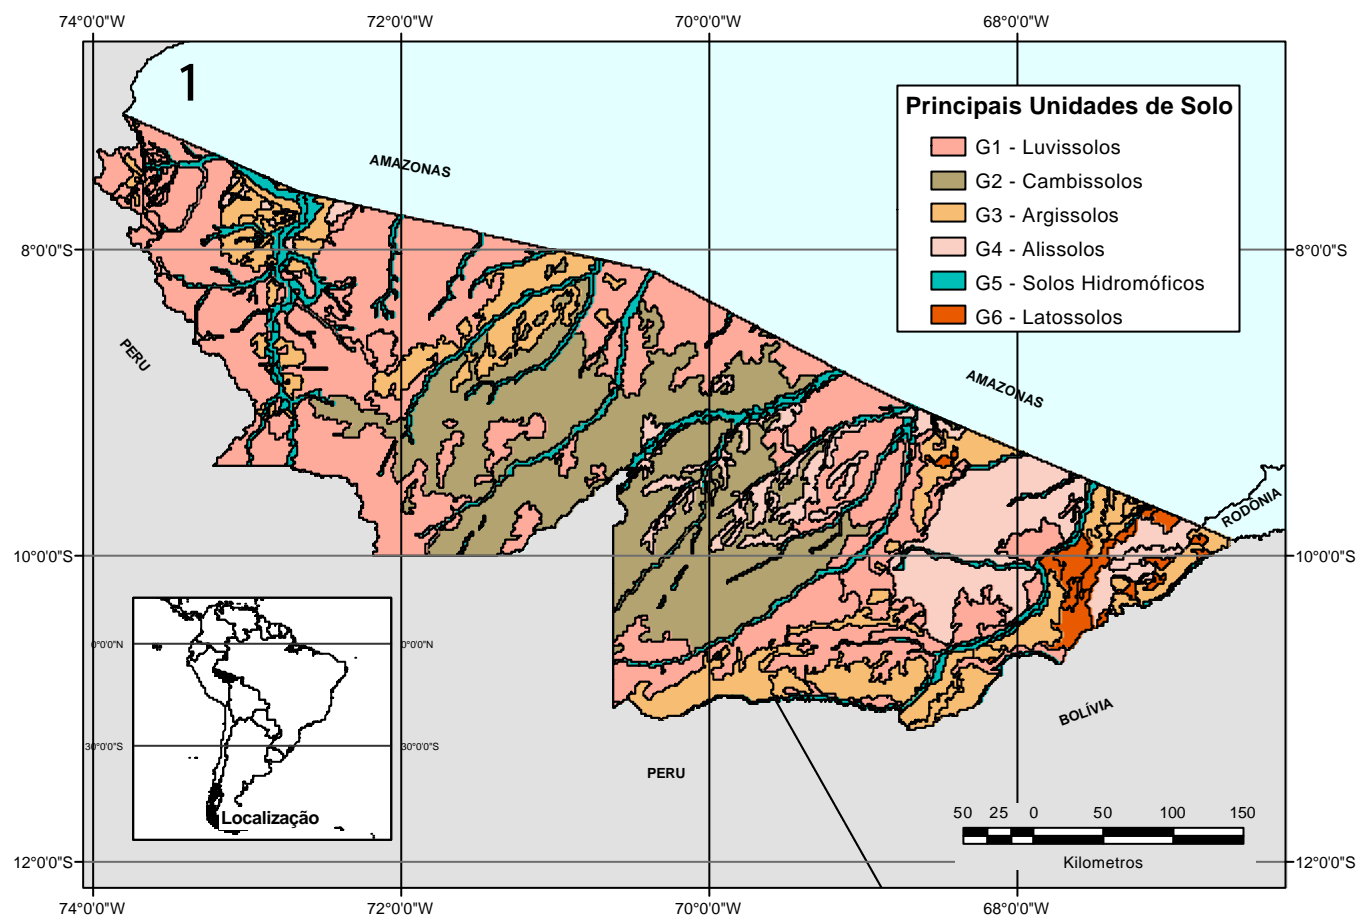 74°0'0"W 72°0'0"W 70°0'0"W 68°0'0"W
1
Principais Unidades de Solo
G1 - Luvissolos
G2 - Cambissolos
G3 - Argissolos
G4 - Alissolos
G5 - Solos Hidromóficos
G6 - Latossolos
AMAZONAS
8°0'0"S 8°0'0"S
PERU
AMAZONAS
RODÔNIA
10°0'0"S 10°0'0"S
0°0'0"N 0°0'0"N
30°0'0"S 30°0'0"S
Localização
BOLÍVIA
PERU
50 25 0 50 100 150
Kilometros
12°0'0"S 12°0'0"S
74°0'0"W 72°0'0"W 70°0'0"W 68°0'0"W